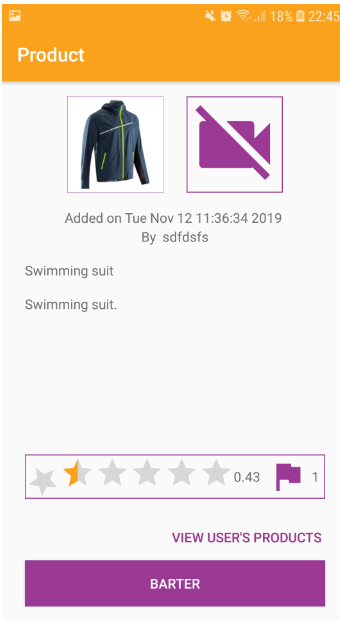 18% 22:45
Product
Added on Tue Nov 12 11:36:34 2019
By sdfdsfs
Swimming suit
Swimming suit.
0.43 1
VIEW USER'S PRODUCTS
BARTER